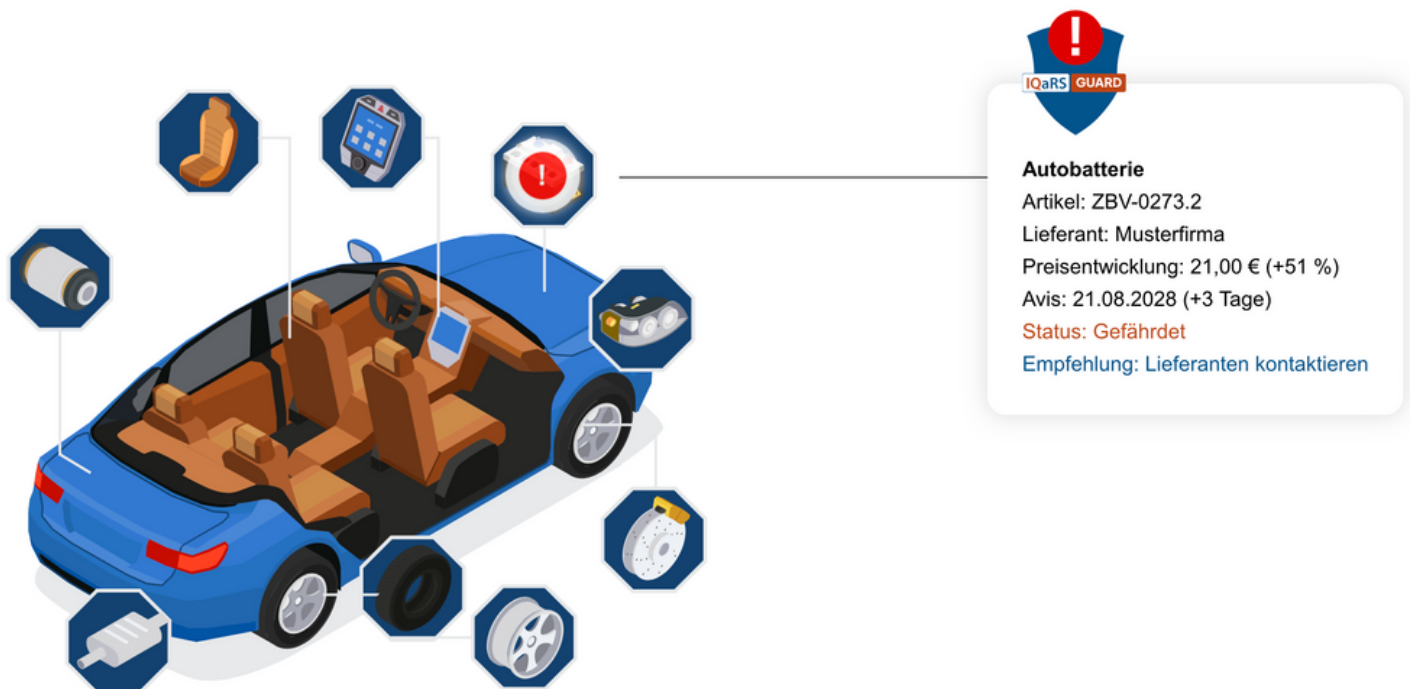 IQaRS GUARD
Autobatterie
Artikel: ZBV-0273.2
Lieferant: Musterfirma
Preisentwicklung: 21,00 € (+51 %)
Avis: 21.08.2028 (+3 Tage)
Status: Gefährdet
Empfehlung: Lieferanten kontaktieren